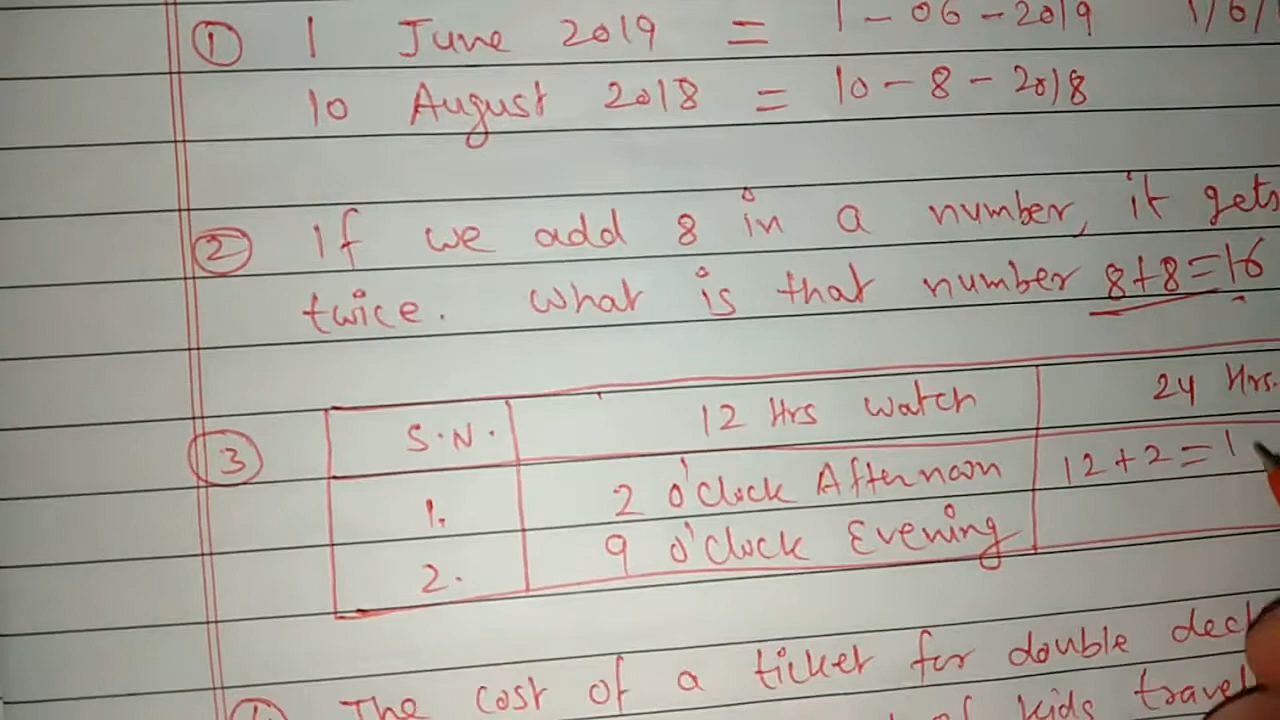 ① 1 June 2019 = 1-06-2019 1/6/
10 August 2018 = 10-8-2018
② If we add 8 in a number, it gets
twice. What is that number 8+8=16
③ S.N. 12 Hrs Watch 24 Hrs.
1. 2 O'clock Afternoon 12+2=1
2. 9 O'clock Evening
The cost of a ticket for double deck
of kids travel